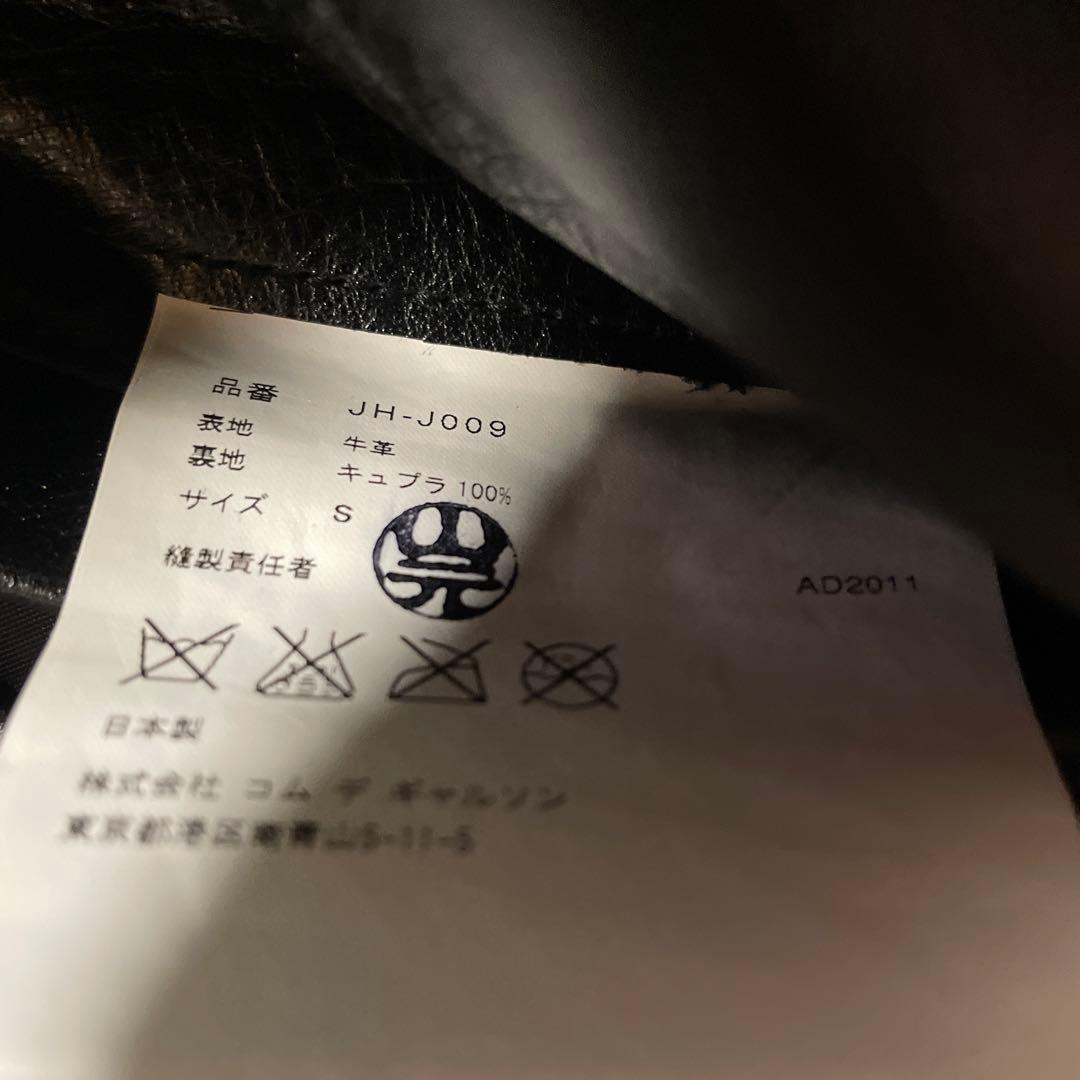 品番 JH-J009
表地 牛革
裏地 キュプラ 100%
サイズ S
縫製責任者
AD2011
日本製
株式会社 コム デ ギャルソン
東京都港区南青山5-11-5